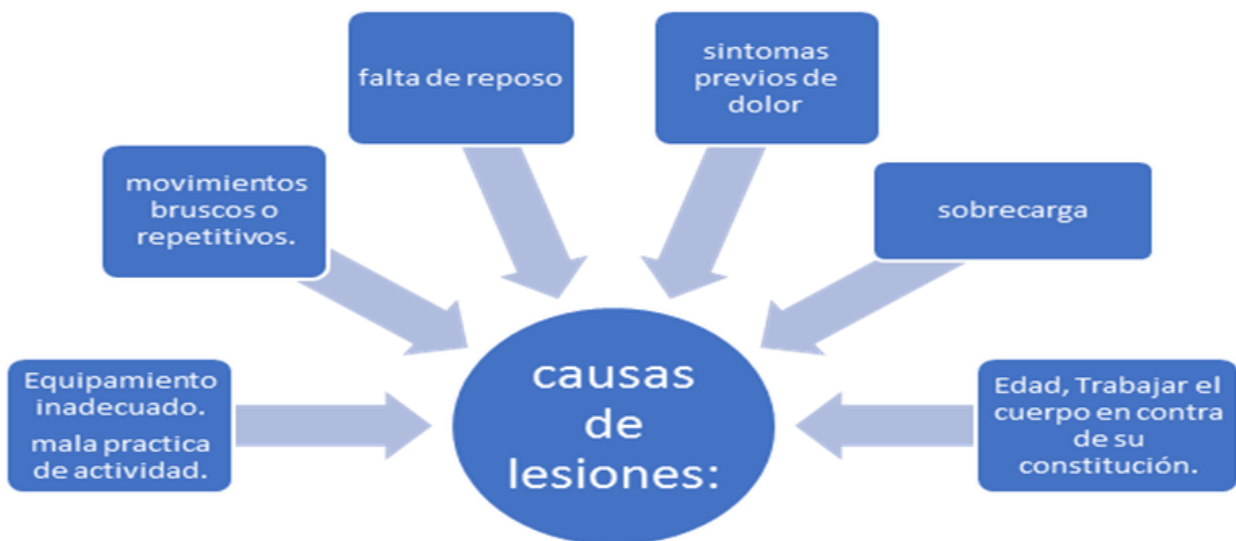 falta de reposo
sintomas
previos de
dolor
movimientos
bruscos o
repetitivos.
sobrecarga
Equipamiento
inadecuado.
mala practica
de actividad.
causas
de
lesiones:
Edad, Trabajar el
cuerpo en contra
de su
constitución.